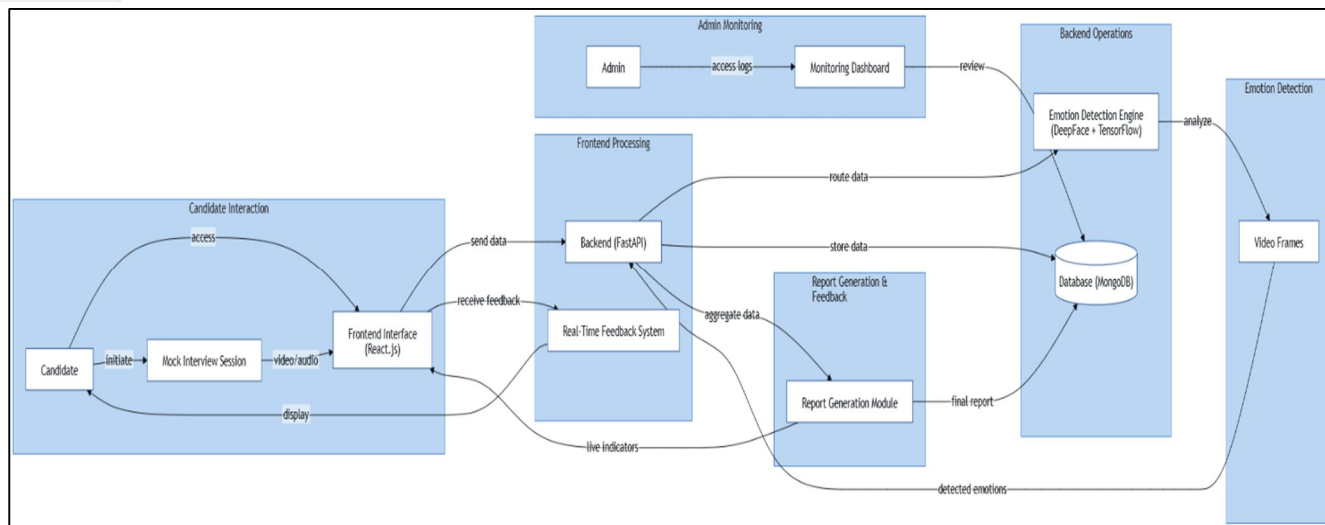 Admin Monitoring
Admin
access logs
Monitoring Dashboard
review
Backend Operations
Emotion Detection Engine
(DeepFace + TensorFlow)
analyze
Emotion Detection
Video Frames
Frontend Processing
Backend (FastAPI)
route data
store data
Database (MongoDB)
Candidate Interaction
access
send data
receive feedback
Frontend Interface
(React.js)
Real-Time Feedback System
Candidate
initiate
Mock Interview Session
video/audio
display
Report Generation &
Feedback
aggregate data
Report Generation Module
final report
live indicators
detected emotions